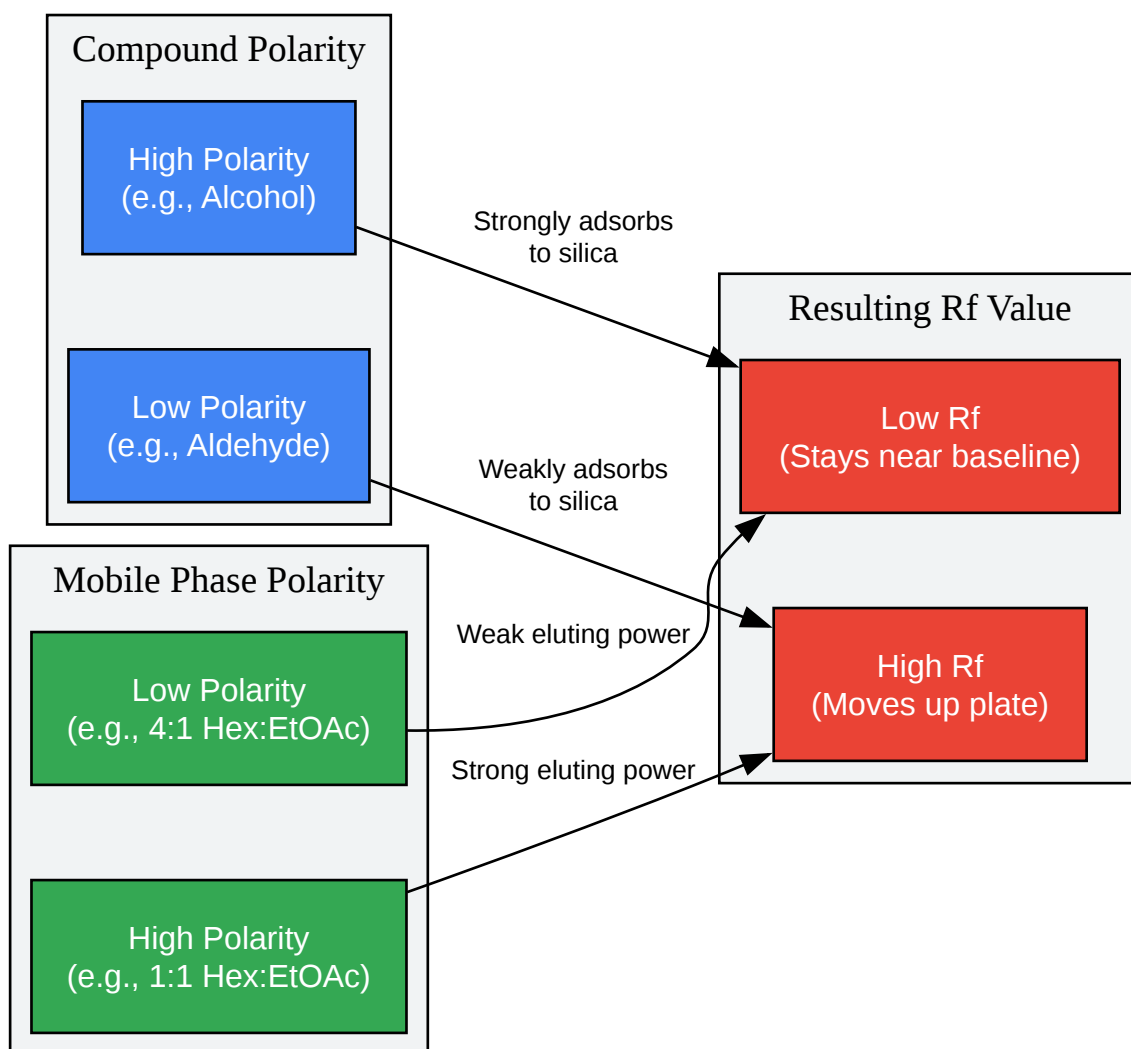 Compound Polarity
High Polarity
(e.g., Alcohol)
Low Polarity
(e.g., Aldehyde)
Strongly adsorbs
to silica
Weakly adsorbs
to silica
Resulting Rf Value
Low Rf
(Stays near baseline)
High Rf
(Moves up plate)
Mobile Phase Polarity
Low Polarity
(e.g., 4:1 Hex:EtOAc)
High Polarity
(e.g., 1:1 Hex:EtOAc)
Weak eluting power
Strong eluting power